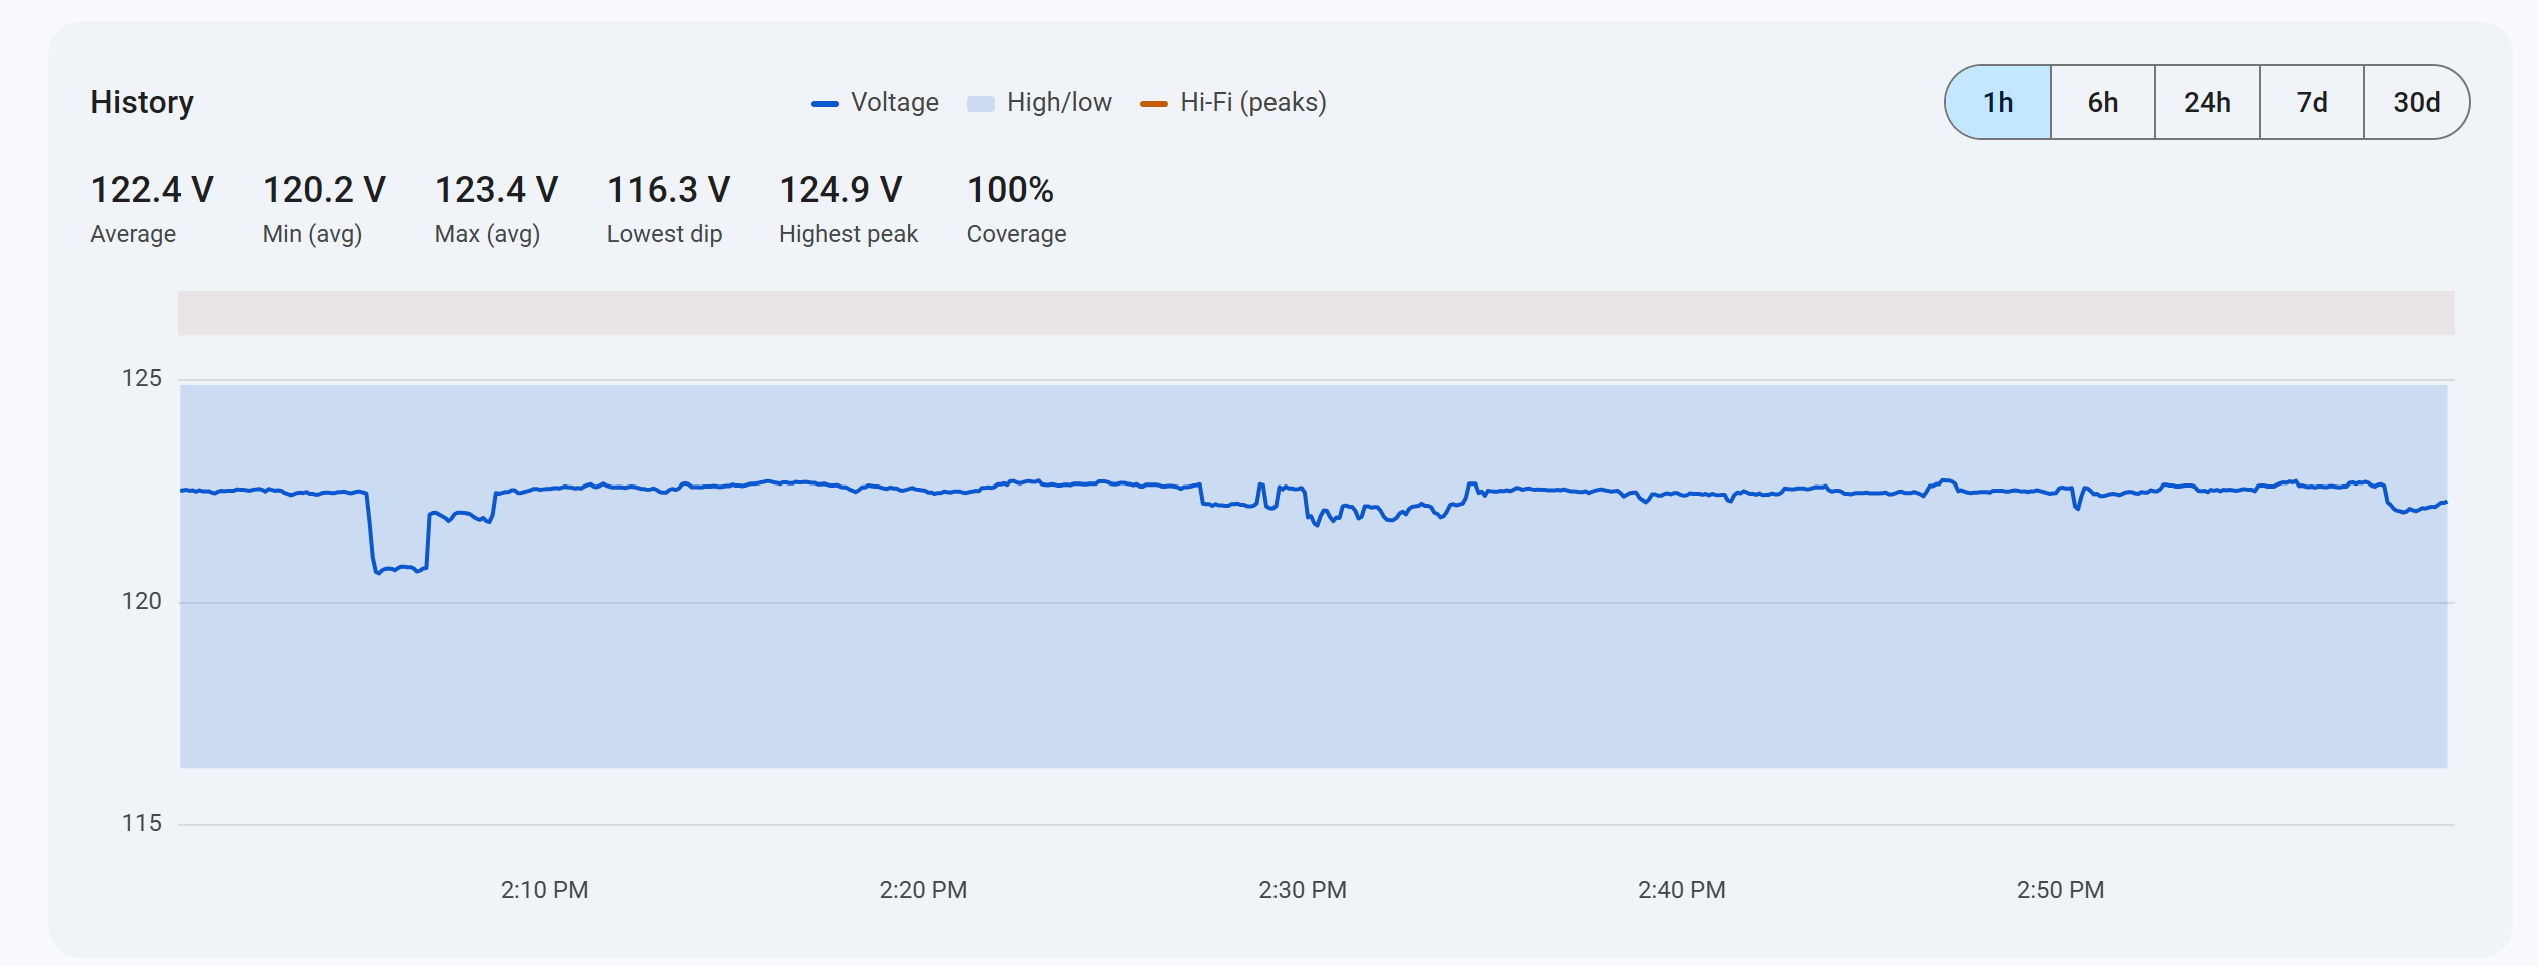 History
Voltage High/low Hi-Fi (peaks)
1h 6h 24h 7d 30d
122.4 V 120.2 V 123.4 V 116.3 V 124.9 V 100%
Average Min (avg) Max (avg) Lowest dip Highest peak Coverage
125
120
115
2:10 PM 2:20 PM 2:30 PM 2:40 PM 2:50 PM